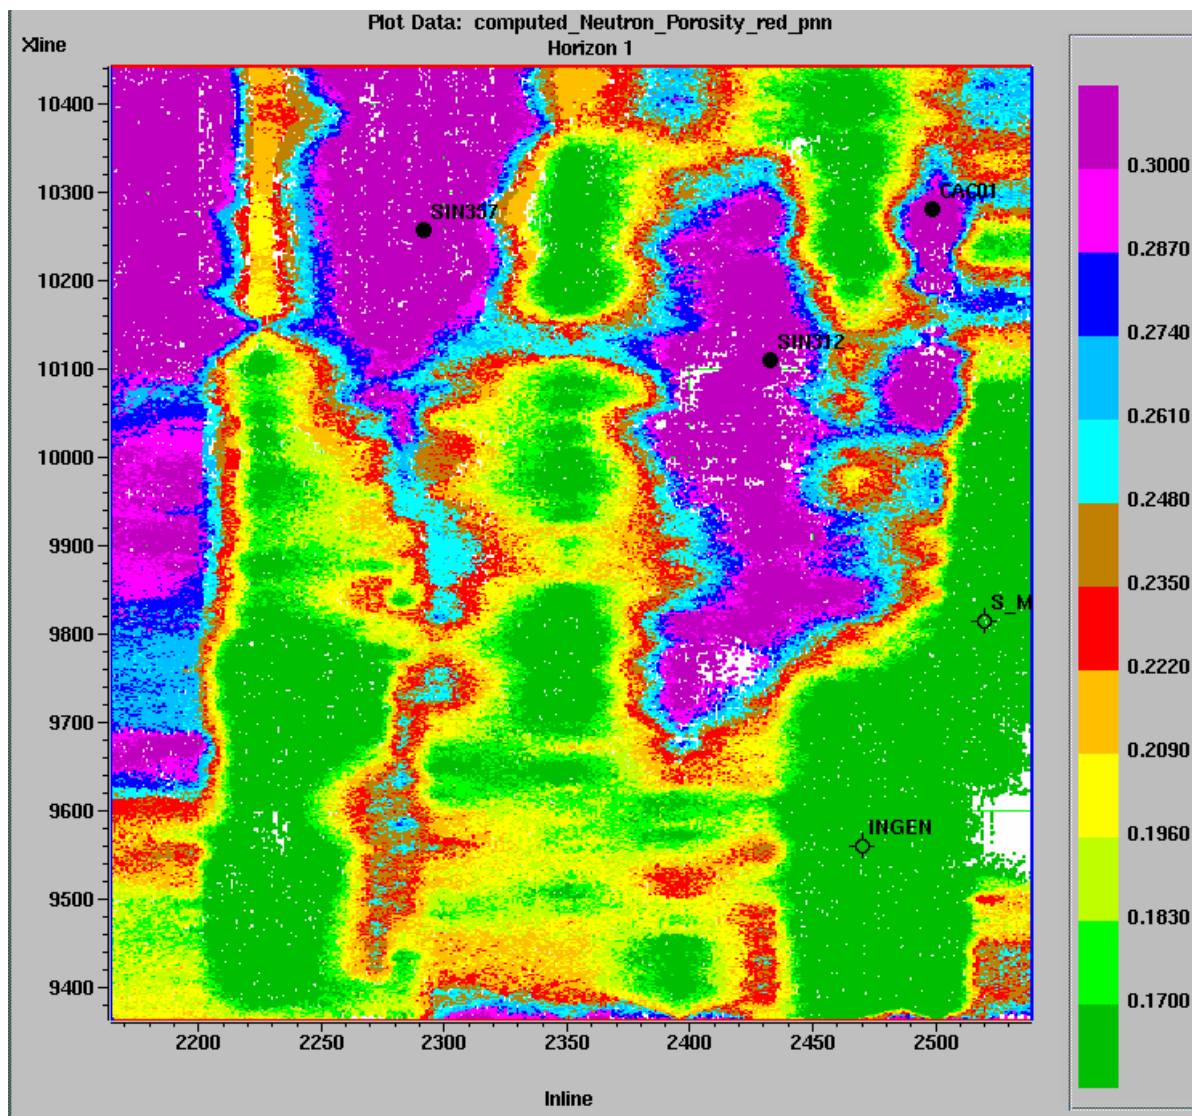 Plot Data: computed_Neutron_Porosity_red_pnn
Xline
Horizon 1
10400
10300
10200
10100
10000
9900
9800
9700
9600
9500
9400
SIN357
CAC01
SIN312
S_M
INGEN
2200 2250 2300 2350 2400 2450 2500
Inline
0.3000
0.2870
0.2740
0.2610
0.2480
0.2350
0.2220
0.2090
0.1960
0.1830
0.1700